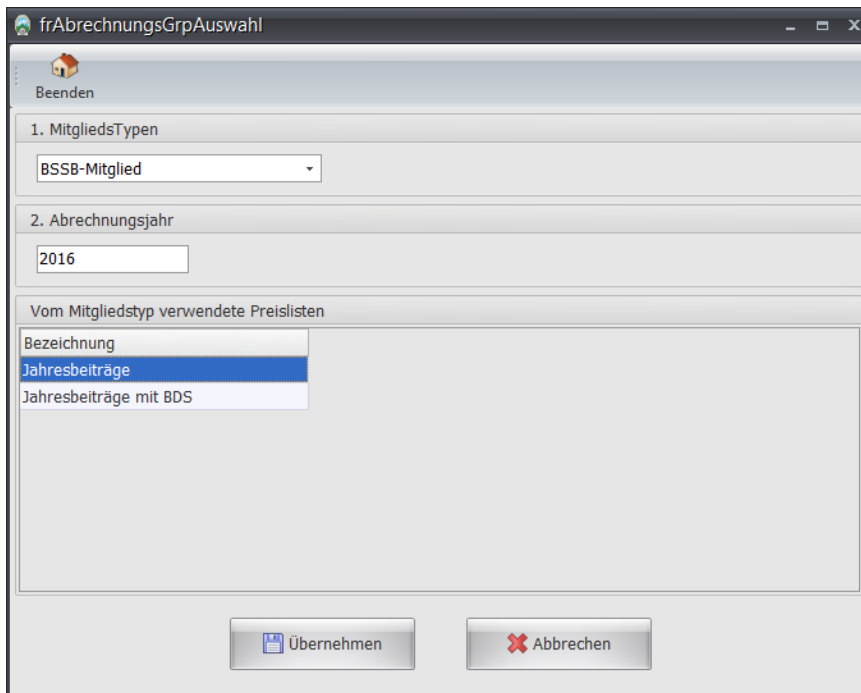 frAbrechnungsGrpAuswahl
Beenden
1. MitgliedsTypen
BSSB-Mitglied
2. Abrechnungsjahr
2016
Vom Mitgliedstyp verwendete Preislisten
Bezeichnung
Jahresbeiträge
Jahresbeiträge mit BDS
Übernehmen
Abbrechen